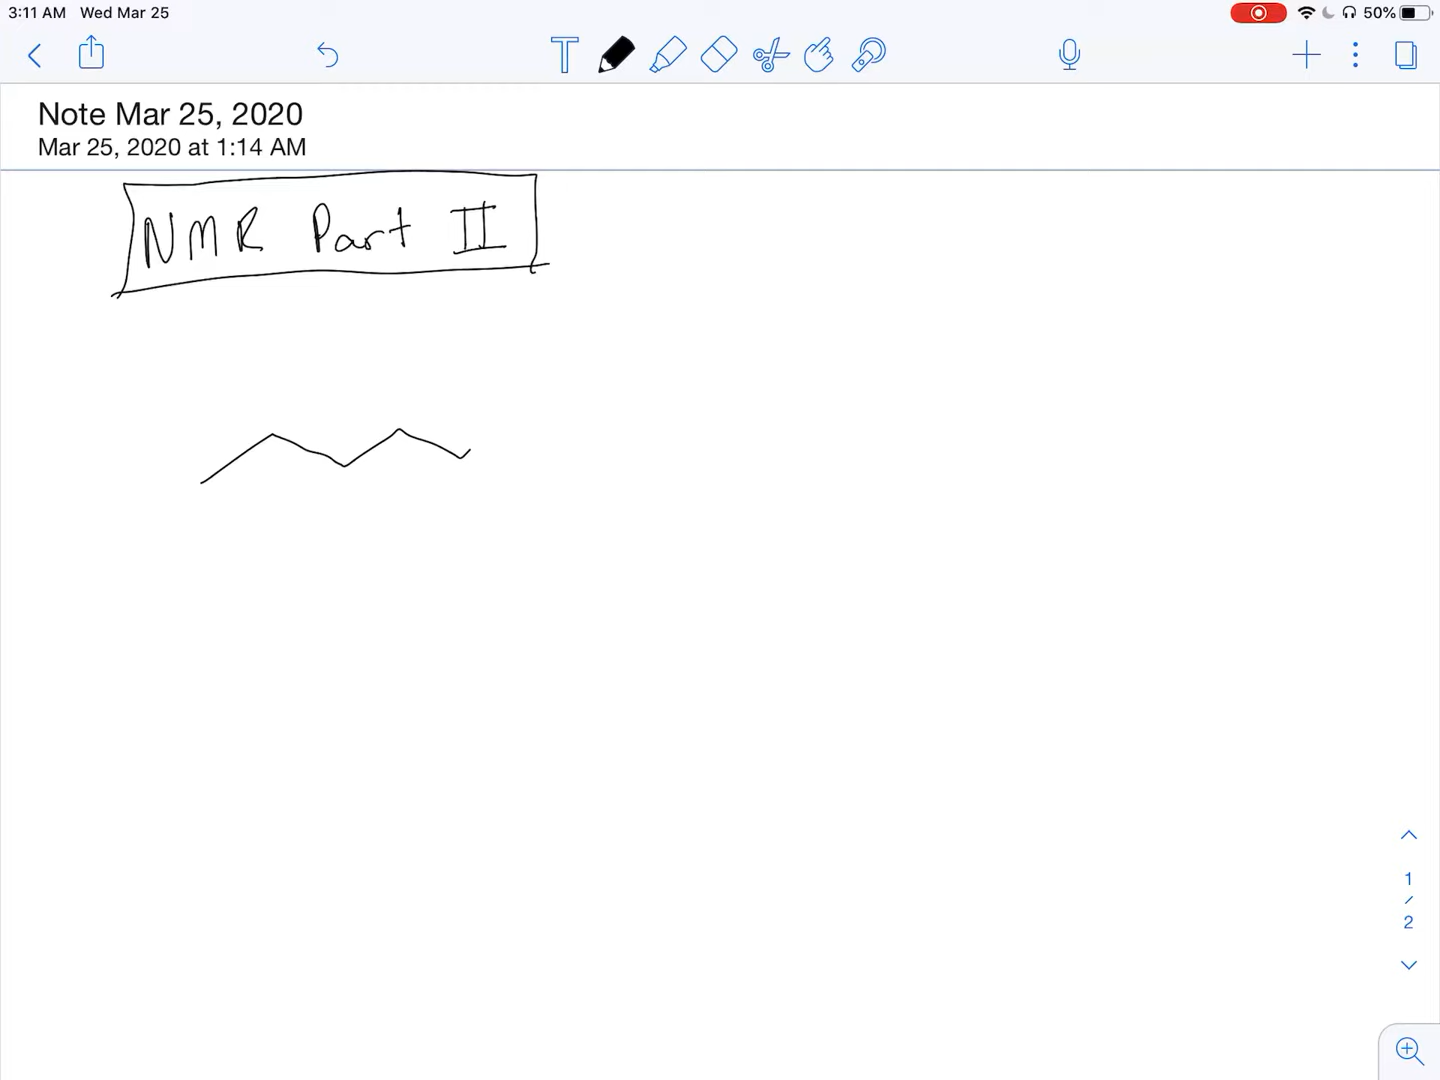 3:11 AM Wed Mar 25
50%
T
Note Mar 25, 2020
Mar 25, 2020 at 1:14 AM
NMR Part II
1
/
2